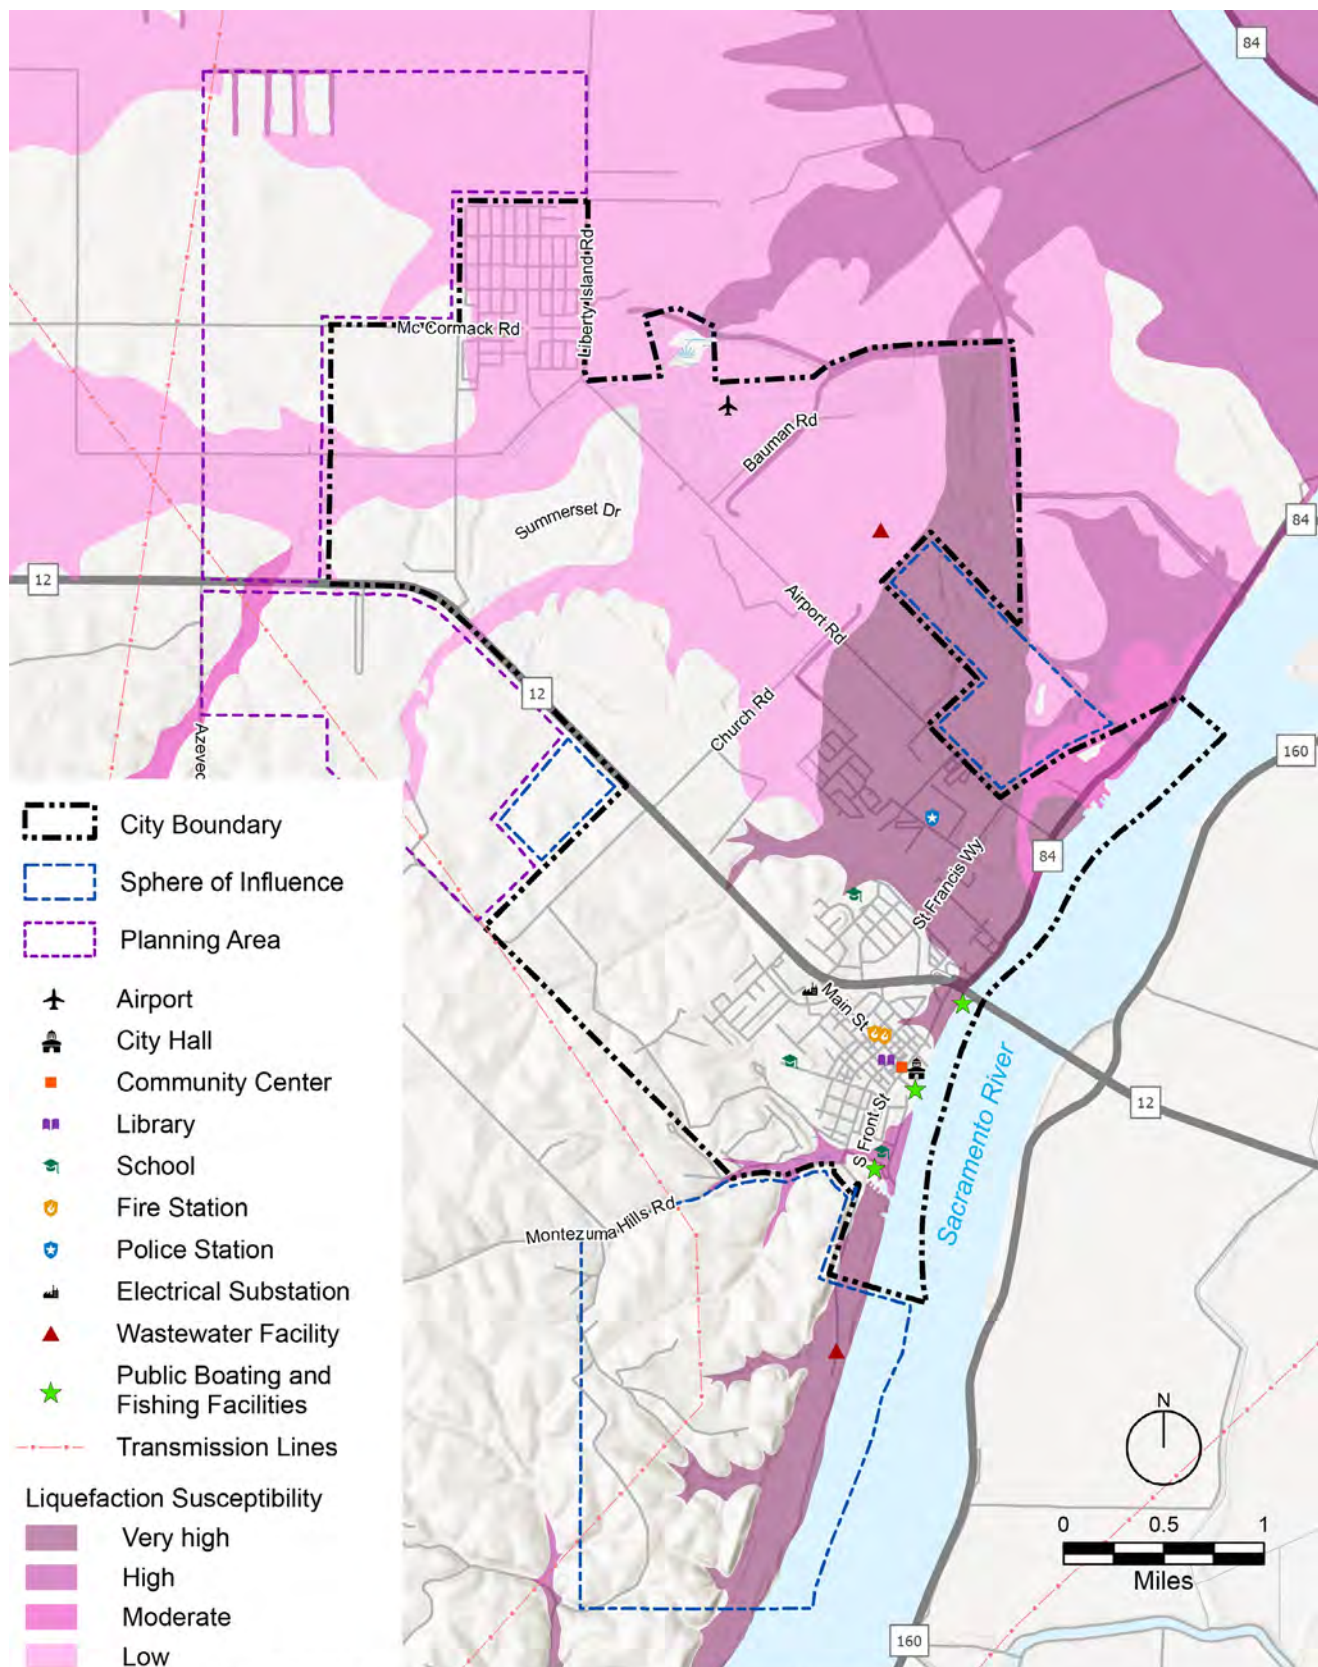 84
Mc Cormack Rd
Liberty Island Rd
Bauman Rd
Summerset Dr
84
12
Airport Rd
12
Church Rd
Azevec
160
St Francis Wy
84
Main St
Sacramento River
12
S Front St
Montezuma Hills Rd
City Boundary
Sphere of Influence
Planning Area
Airport
City Hall
Community Center
Library
School
Fire Station
Police Station
Electrical Substation
Wastewater Facility
Public Boating and
Fishing Facilities
Transmission Lines
Liquefaction Susceptibility
Very high
High
Moderate
Low
N
0 0.5 1
Miles
160